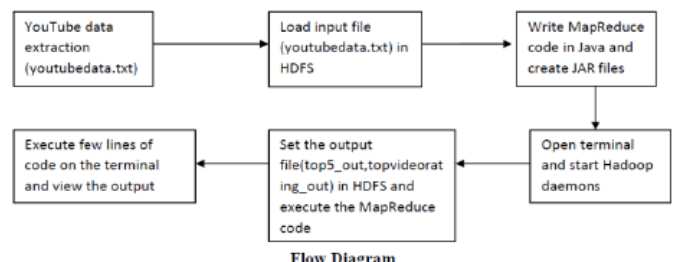 YouTube data
extraction
(youtubedata.txt)
Load input file
(youtubedata.txt) in
HDFS
Write MapReduce
code in Java and
create JAR files
Open terminal
and start Hadoop
daemons
Set the output
file(top5_out,topvideorat
ing_out) in HDFS and
execute the MapReduce
code
Execute few lines of
code on the terminal
and view the output
Flow Diagram